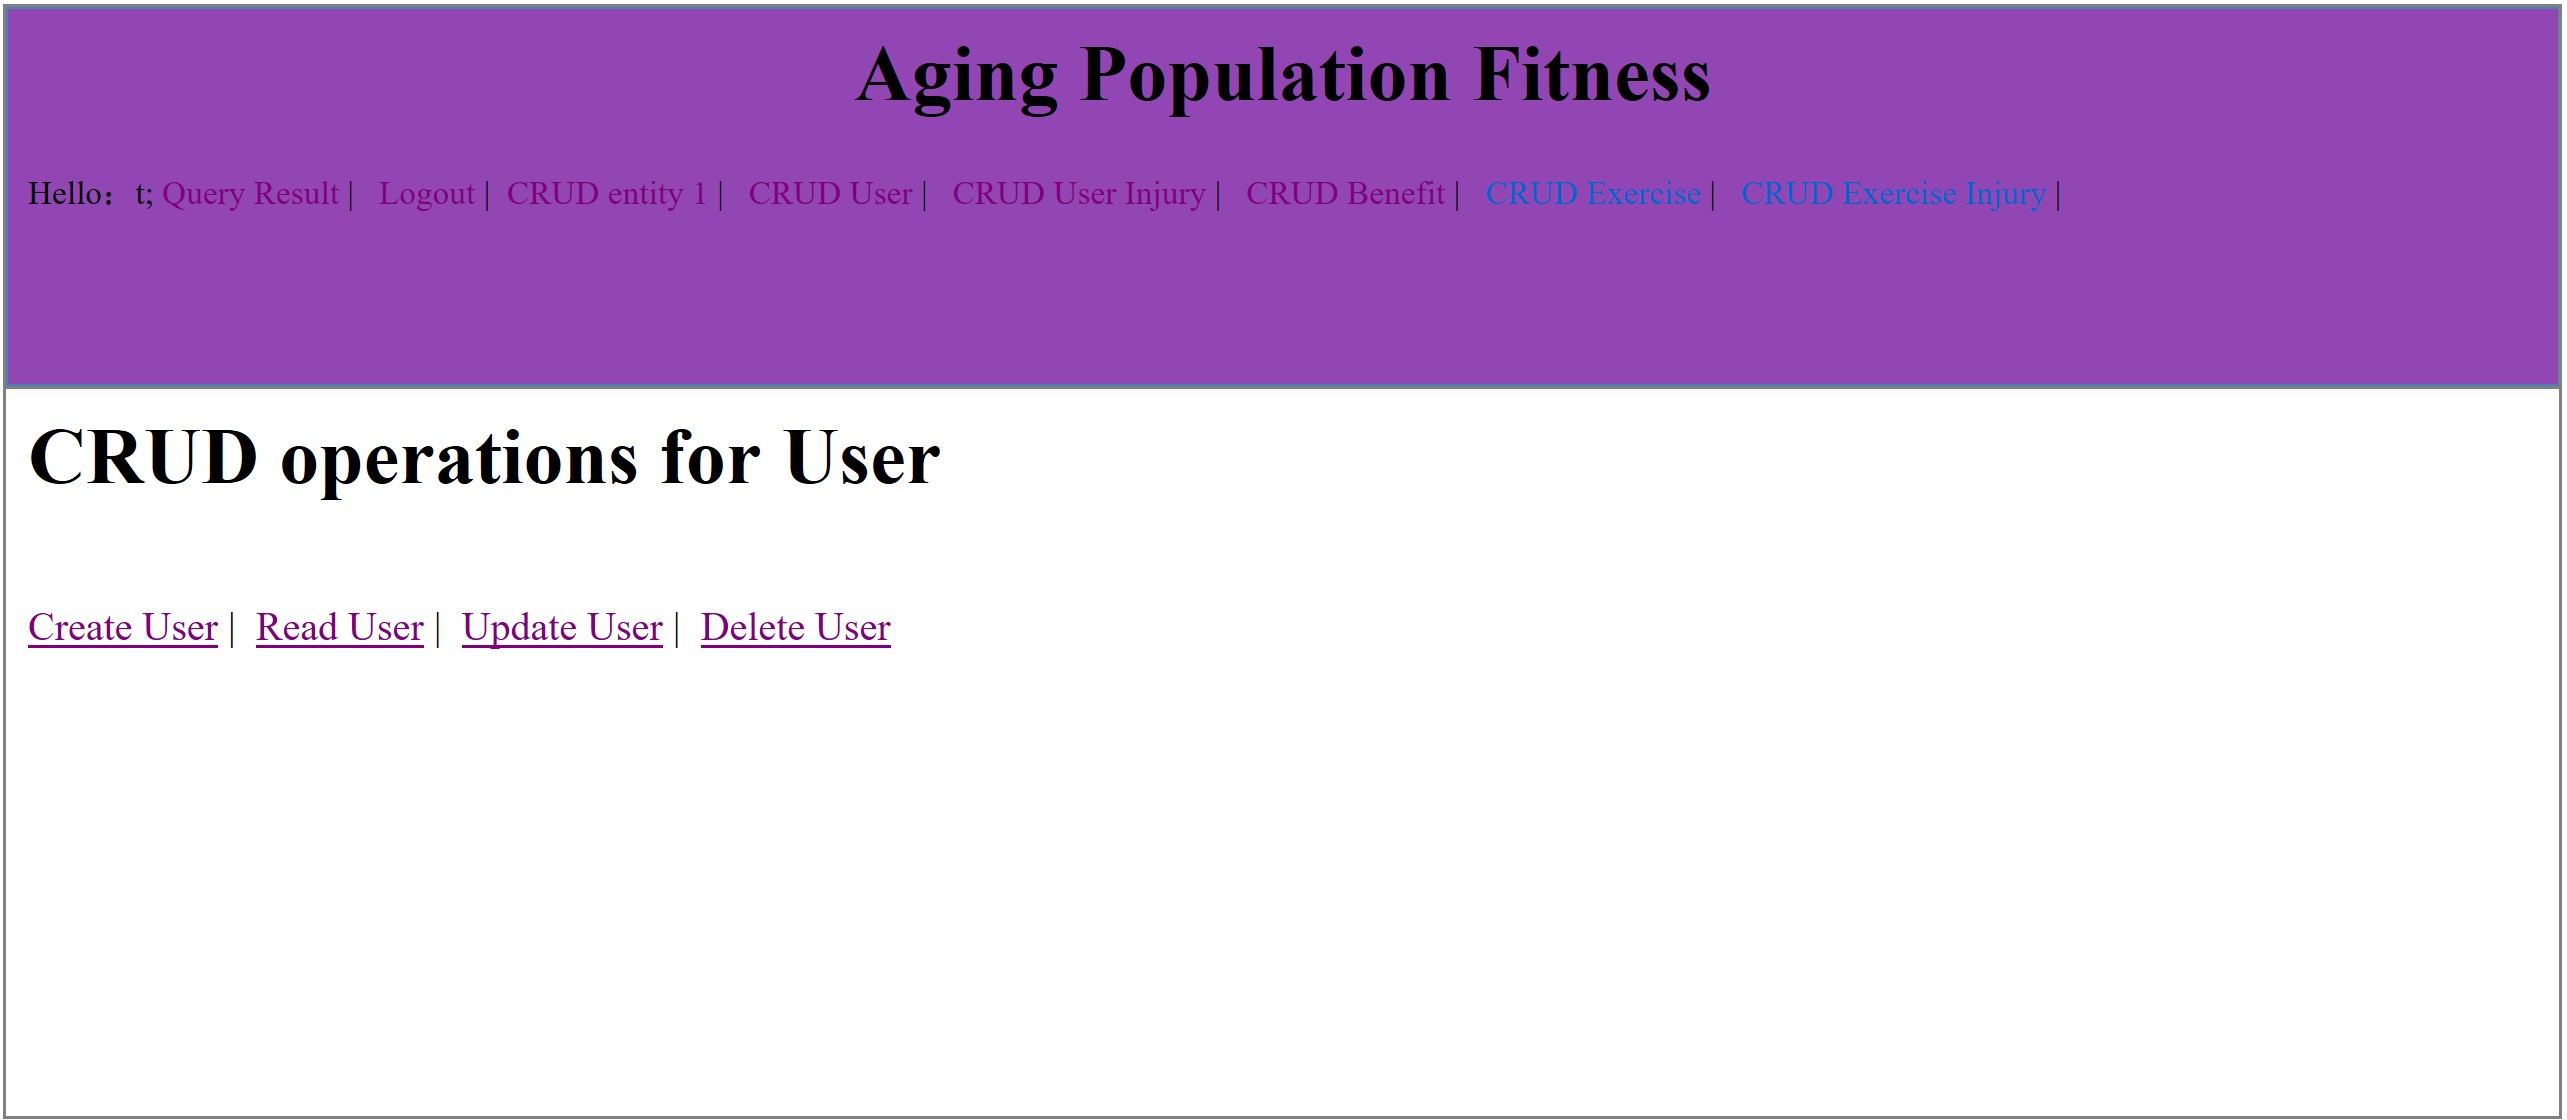 Aging Population Fitness
Hello：t; Query Result | Logout | CRUD entity 1 | CRUD User | CRUD User Injury | CRUD Benefit | CRUD Exercise | CRUD Exercise Injury |
CRUD operations for User
Create User | Read User | Update User | Delete User